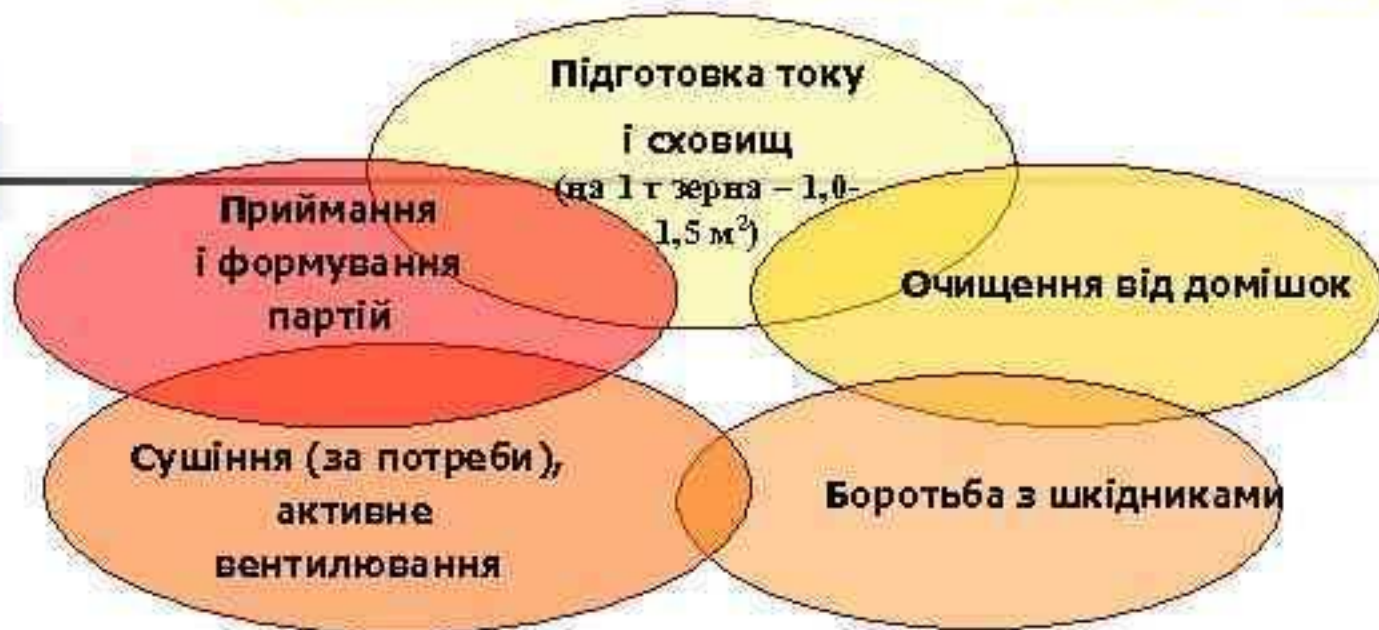 Підготовка току
і сховищ
(на 1 т зерна – 1,0-
1,5 м²)
Приймання
і формування
партій
Очищення від домішок
Сушіння (за потреби),
активне
вентилювання
Боротьба з шкідниками